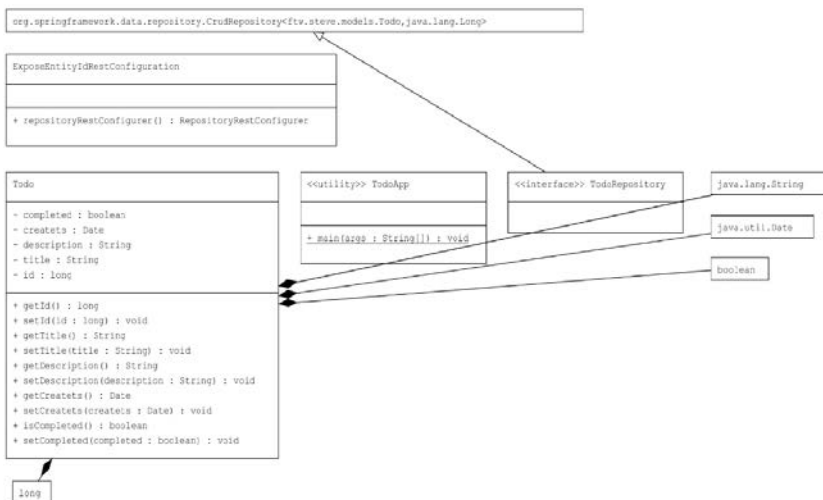 org.springframework.data.repository.CrudRepository<ftw.steve.models.Todo,java.lang.Long>
ExposeEntityIdRestConfiguration
+ repositoryRestConfigurer() : RepositoryRestConfigurer
Todo
- completed : boolean
- createts : Date
- description : String
- title : String
- id : long
+ getId() : long
+ setId(id : long) : void
+ getTitle() : String
+ setTitle(title : String) : void
+ getDescription() : String
+ setDescription(description : String) : void
+ getCreatets() : Date
+ setCreatets(createts : Date) : void
+ isCompleted() : boolean
+ setCompleted(completed : boolean) : void
<<utility>> TodoApp
+ main(args : String[]) : void
<<interface>> TodoRepository
java.lang.String
java.util.Date
boolean
long